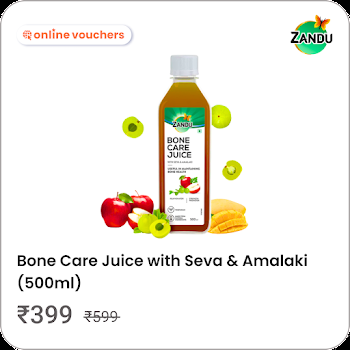 online vouchers
ZANDU
ZANDU
BONE
CARE
JUICE
Bone Care Juice with Seva & Amalaki
(500ml)
₹399 ₹599